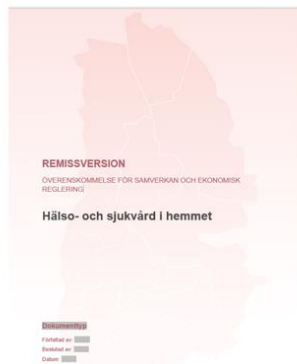 REMISSVERSION
ÖVERENSKOMMELSE FÖR SAMVERKAN OCH EKONOMISK
REGLERING
Hälso- och sjukvård i hemmet
Dokumenttyp
Författad av
Beslutad av
Datum